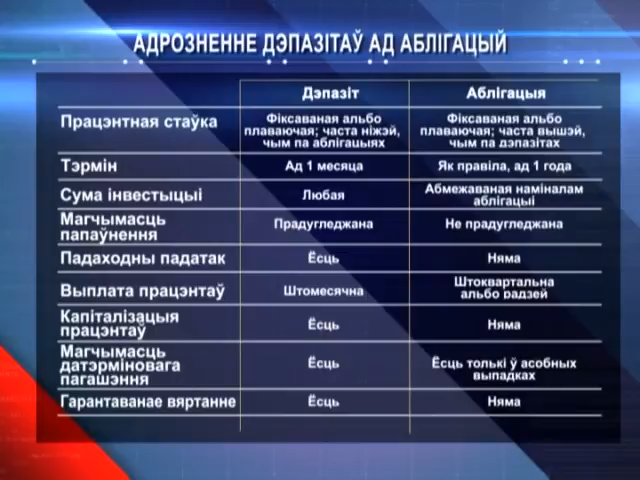 АДРОЗНЕННЕ ДЭПАЗІТАЎ АД АБЛІГАЦЫЙ
Дэпазіт Аблігацыя
Працэнтная стаўка
Фіксаваная альбо
плаваючая; часта ніжэй,
чым па аблігацыях
Фіксаваная альбо
плаваючая; часта вышэй,
чым па дэпазітах
Тэрмін Ад 1 месяца Як правіла, ад 1 года
Сума інвестыцыі Любая
Абмежаваная наміналам
аблігацыі
Магчымасць
папаўнення
Прадугледжана Не прадугледжана
Падаходны падатак Ёсць Няма
Выплата працэнтаў Штомесячна
Штоквартальна
альбо радзей
Капіталізацыя
працэнтаў
Ёсць Няма
Магчымасць
датэрміновага
пагашэння
Ёсць
Ёсць толькі ў асобных
выпадках
Гарантаванае вяртанне Ёсць Няма